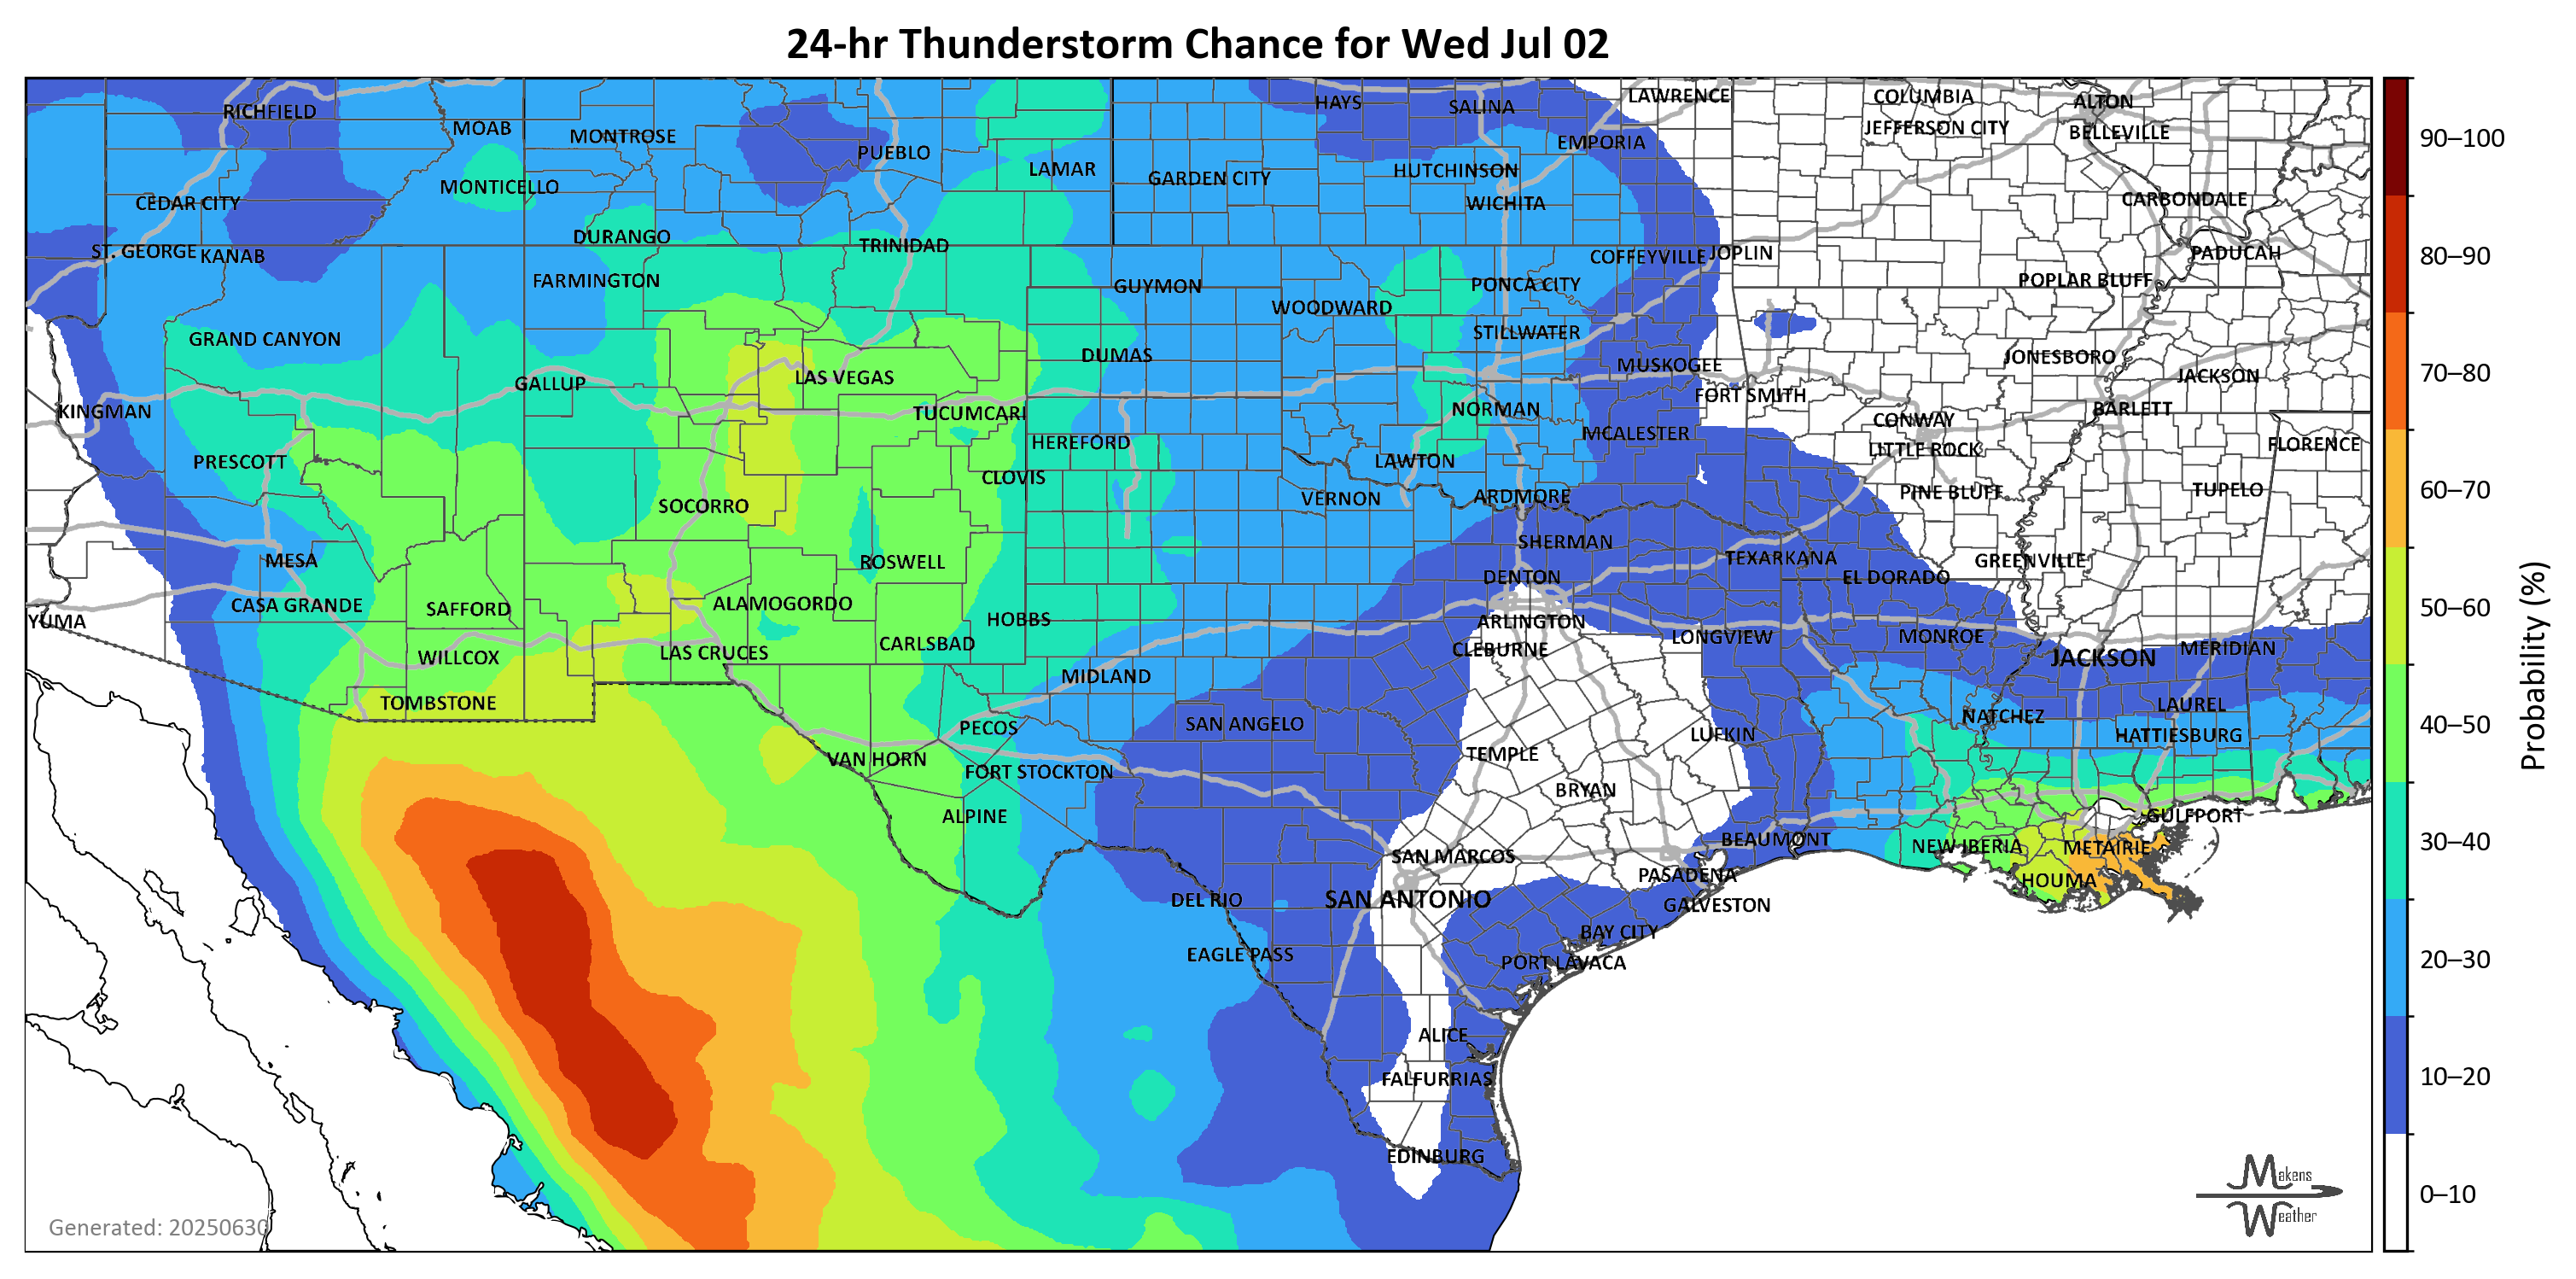 24-hr Thunderstorm Chance for Wed Jul 02
RICHFIELD
MOAB
MONTROSE
PUEBLO
LAMAR
HAYS
SALINA
LAWRENCE
COLUMBIA
ALTON
JEFFERSON CITY
BELLEVILLE
EMPORIA
MONTICELLO
GARDEN CITY
HUTCHINSON
CEDAR CITY
WICHITA
CARBONDALE
DURANGO
TRINIDAD
ST. GEORGE
KANAB
COFFEYVILLE
JOPLIN
PADUCAH
FARMINGTON
GUYMON
PONCA CITY
POPLAR BLUFF
WOODWARD
GRAND CANYON
STILLWATER
DUMAS
JONESBORO
MUSKOGEE
LAS VEGAS
GALLUP
JACKSON
FORT SMITH
KINGMAN
TUCUMCARI
NORMAN
BARLETT
CONWAY
HEREFORD
MCALESTER
LITTLE ROCK
FLORENCE
PRESCOTT
CLOVIS
LAWTON
SOCORRO
VERNON
ARDMORE
PINE BLUFF
TUPELO
MESA
ROSWELL
SHERMAN
TEXARKANA
GREENVILLE
DENTON
EL DORADO
CASA GRANDE
SAFFORD
ALAMOGORDO
YUMA
HOBBS
ARLINGTON
WILLCOX
LAS CRUCES
CARLSBAD
CLEBURNE
LONGVIEW
MONROE
JACKSON
MERIDIAN
MIDLAND
TOMBSTONE
PECOS
SAN ANGELO
NATCHEZ
LAUREL
VAN HORN
TEMPLE
LUFKIN
HATTIESBURG
FORT STOCKTON
BRYAN
ALPINE
GULFPORT
BEAUMONT
NEW IBERIA
METAIRIE
SAN MARCOS
PASADENA
HOUMA
DEL RIO
SAN ANTONIO
GALVESTON
BAY CITY
EAGLE PASS
PORT LAVACA
ALICE
FALFURRIAS
EDINBURG
Generated: 20250630
Makens
Weather
90–100
80–90
70–80
60–70
50–60
40–50
30–40
20–30
10–20
0–10
Probability (%)